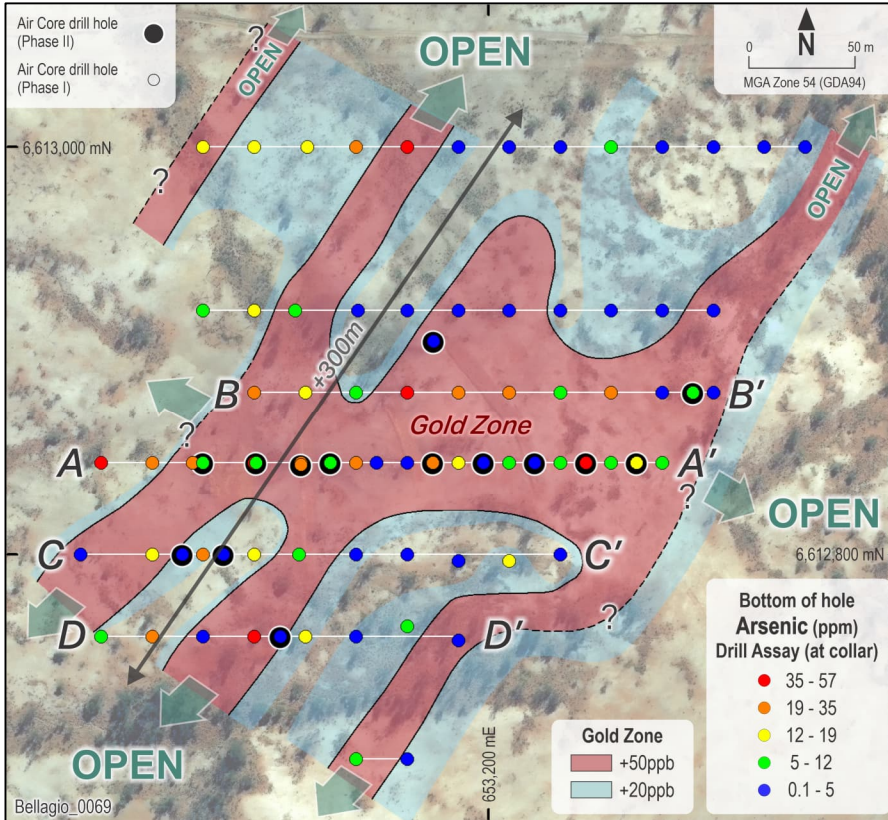 Air Core drill hole
(Phase II)
Air Core drill hole
(Phase I)
?
OPEN
OPEN
N
0 50 m
MGA Zone 54 (GDA94)
6,613,000 mN
?
OPEN
+300m
B
B'
?
Gold Zone
A
A'
?
OPEN
C
C'
6,612,800 mN
D
D'
?
OPEN
653,200 mE
Gold Zone
+50ppb
+20ppb
Bottom of hole
Arsenic (ppm)
Drill Assay (at collar)
35 - 57
19 - 35
12 - 19
5 - 12
0.1 - 5
Bellagio_0069